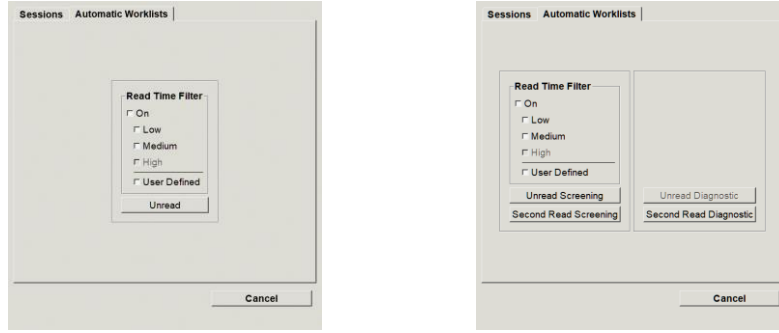 Sessions Automatic Worklists
Read Time Filter
On
Low
Medium
High
User Defined
Unread
Cancel
Sessions Automatic Worklists
Read Time Filter
On
Low
Medium
High
User Defined
Unread Screening Unread Diagnostic
Second Read Screening Second Read Diagnostic
Cancel